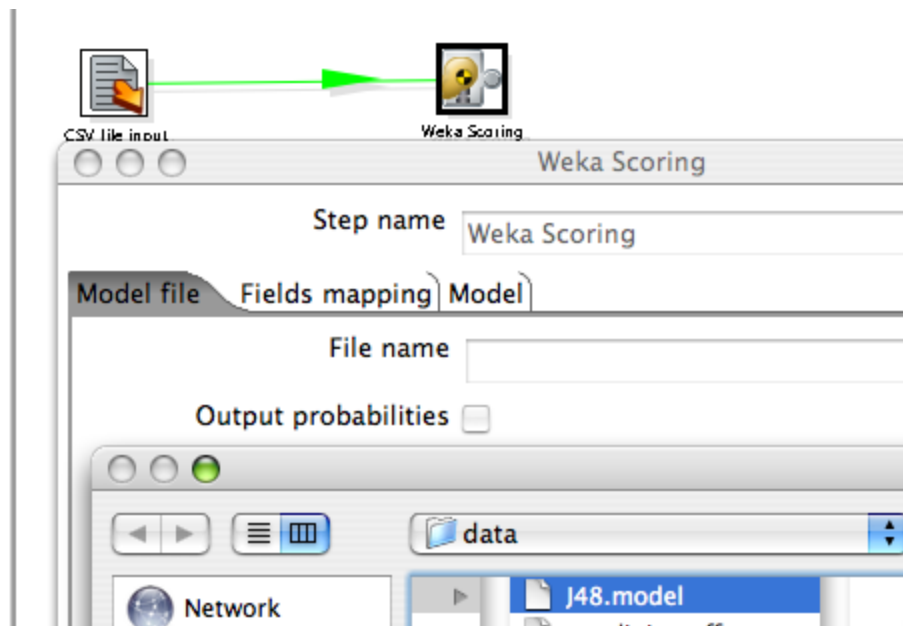 CSV file input
Weka Scoring
Weka Scoring
Step name
Weka Scoring
Model file
Fields mapping
Model
File name
Output probabilities
data
Network
J48.model